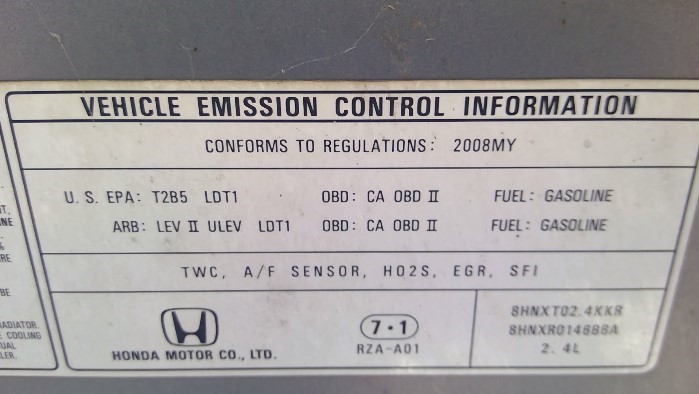 VEHICLE EMISSION CONTROL INFORMATION
CONFORMS TO REGULATIONS: 2008MY
U.S. EPA: T2B5 LDT1 OBD: CA OBD II FUEL: GASOLINE
ARB: LEV II ULEV LDT1 OBD: CA OBD II FUEL: GASOLINE
TWC, A/F SENSOR, HO2S, EGR, SFI
HONDA MOTOR CO., LTD.
7·1
RZA-A01
8HNXT02.4KKR
2.4L
RADIATOR.
COOLING